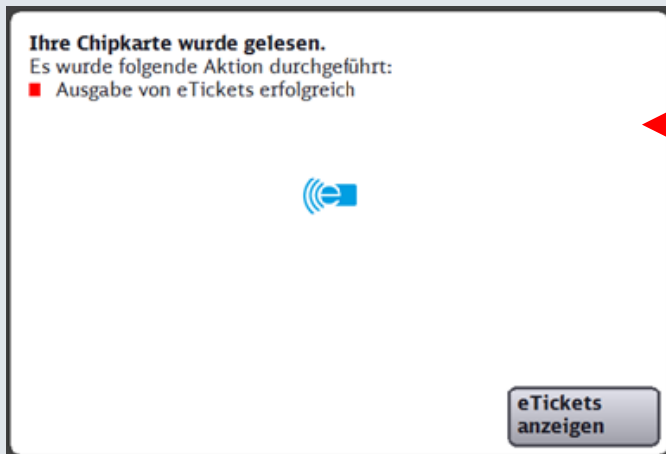 Ihre Chipkarte wurde gelesen.
Es wurde folgende Aktion durchgeführt:
Ausgabe von eTickets erfolgreich
e
eTickets
anzeigen